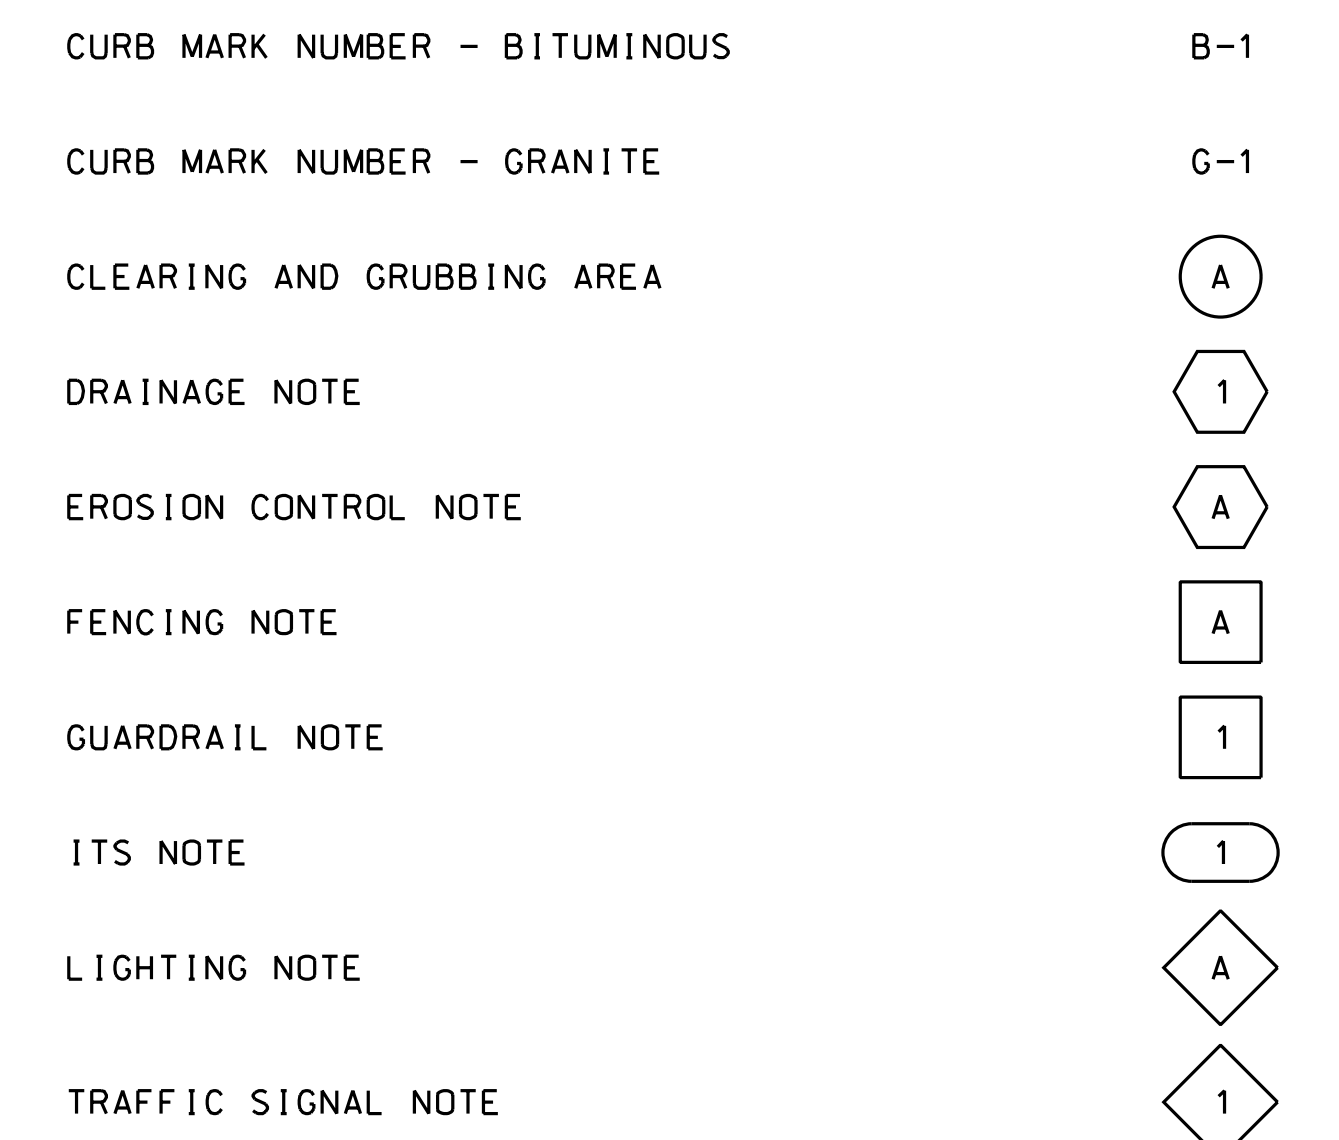 CURB MARK NUMBER - BITUMINOUS B-1
CURB MARK NUMBER - GRANITE G-1
CLEARING AND GRUBBING AREA A
DRAINAGE NOTE 1
EROSION CONTROL NOTE A
FENCING NOTE A
GUARDRAIL NOTE 1
ITS NOTE 1
LIGHTING NOTE A
TRAFFIC SIGNAL NOTE 1